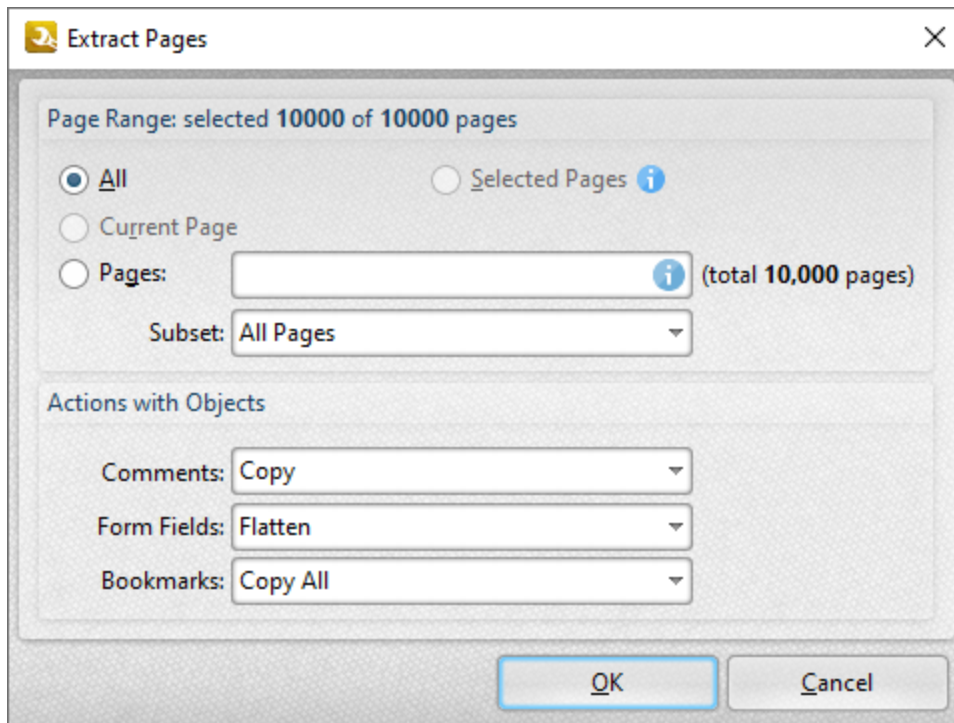 Extract Pages
Page Range: selected 10000 of 10000 pages
All
Selected Pages
Current Page
Pages:
(total 10,000 pages)
Subset: All Pages
Actions with Objects
Comments: Copy
Form Fields: Flatten
Bookmarks: Copy All
OK
Cancel